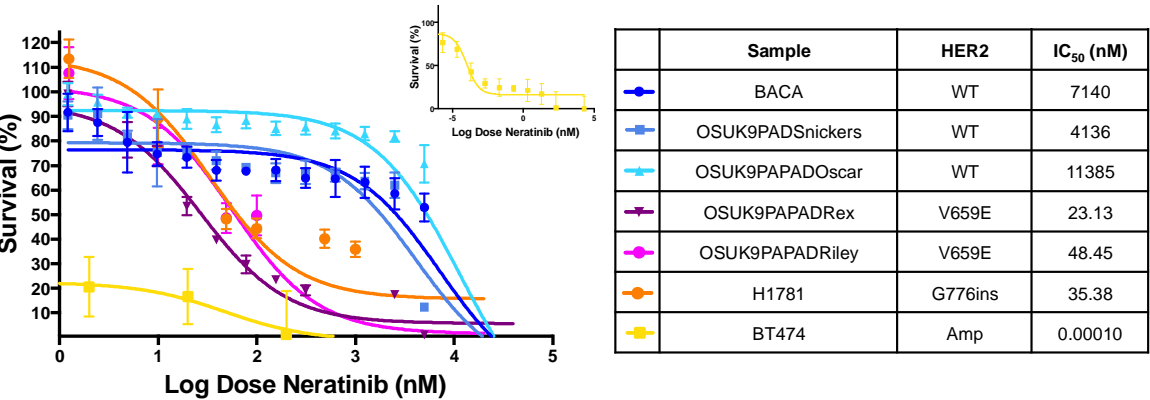 Survival (%)
120
110
100
90
80
70
60
50
40
30
20
10
0 1 2 3 4 5
Log Dose Neratinib (nM)
Survival (%)
100
50
0
-5 0 5
Log Dose Neratinib (nM)
Sample HER2 IC50 (nM)
BACA WT 7140
OSUK9PADSnickers WT 4136
OSUK9PAPADOscar WT 11385
OSUK9PAPADRex V659E 23.13
OSUK9PAPADRiley V659E 48.45
H1781 G776ins 35.38
BT474 Amp 0.00010